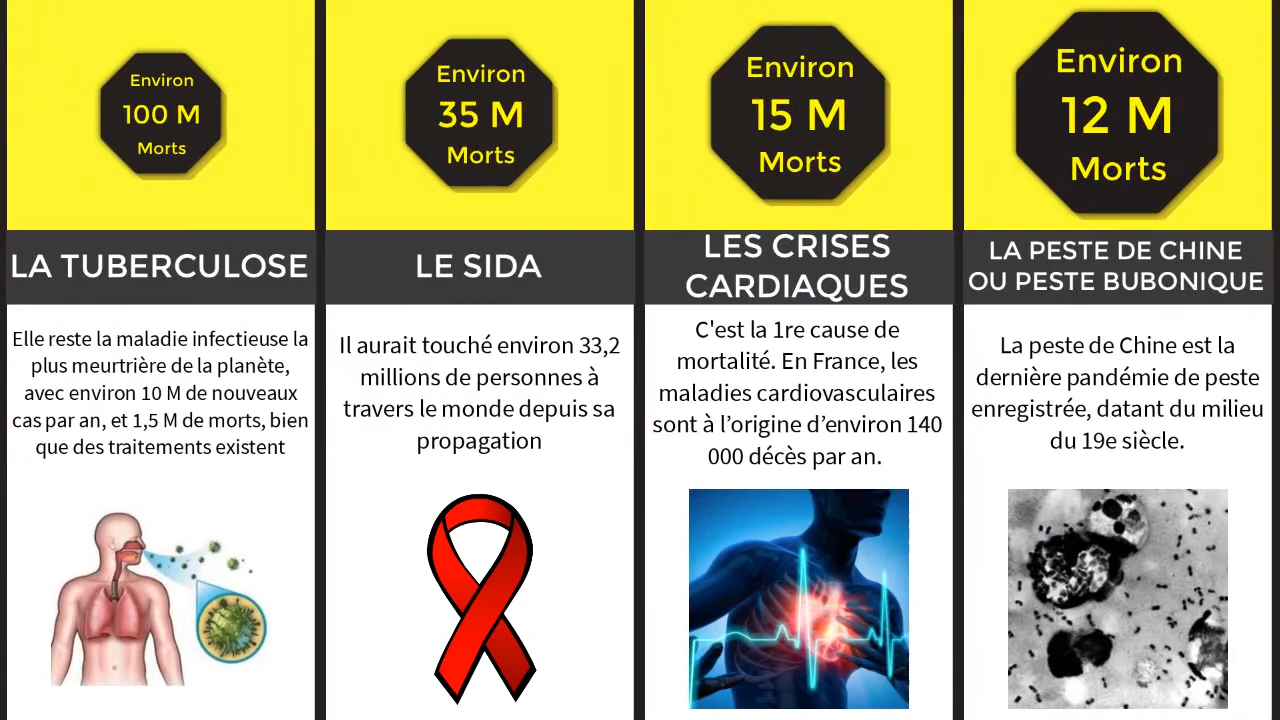 Environ
100 M
Morts
LA TUBERCULOSE
Elle reste la maladie infectieuse la
plus meurtrière de la planète,
avec environ 10 M de nouveaux
cas par an, et 1,5 M de morts, bien
que des traitements existent
Environ
35 M
Morts
LE SIDA
Il aurait touché environ 33,2
millions de personnes à
travers le monde depuis sa
propagation
Environ
15 M
Morts
LES CRISES
CARDIAQUES
C'est la 1re cause de
mortalité. En France, les
maladies cardiovasculaires
sont à l’origine d’environ 140
000 décès par an.
Environ
12 M
Morts
LA PESTE DE CHINE
OU PESTE BUBONIQUE
La peste de Chine est la
dernière pandémie de peste
enregistrée, datant du milieu
du 19e siècle.